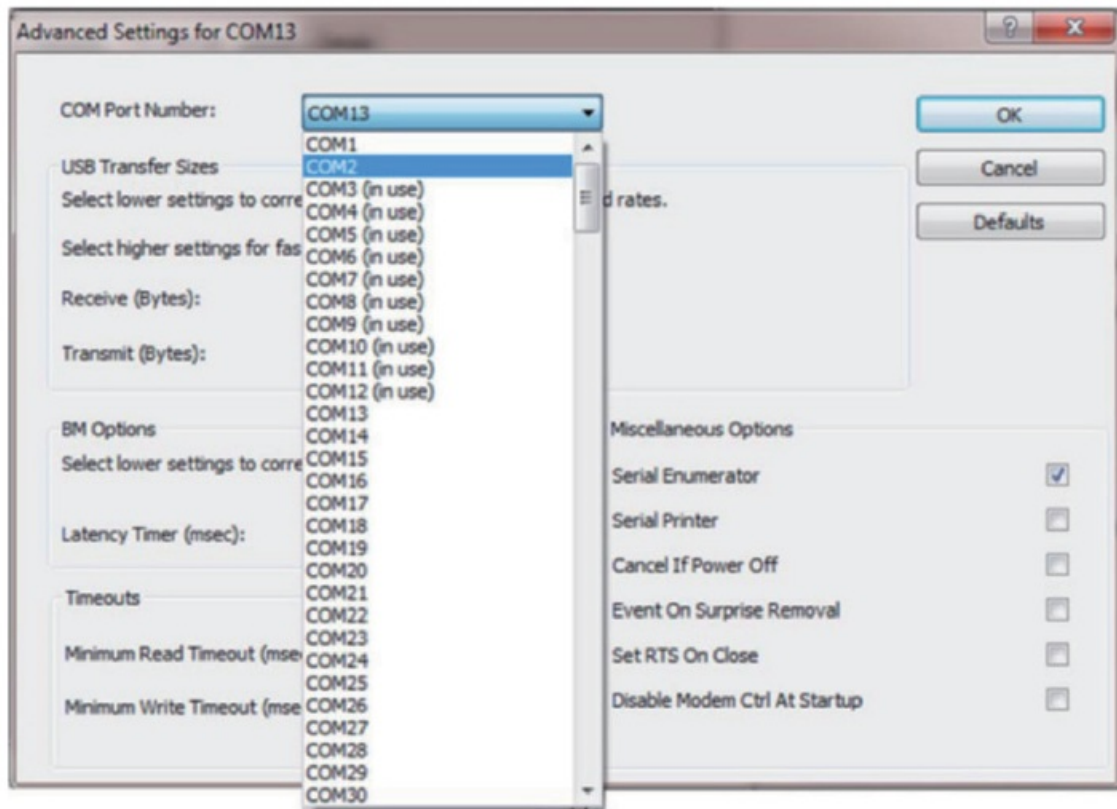 Advanced Settings for COM13
COM Port Number:
COM13
OK
Cancel
Defaults
COM1
COM2
COM3 (in use)
COM4 (in use)
COM5 (in use)
COM6 (in use)
COM7 (in use)
COM8 (in use)
COM9 (in use)
COM10 (in use)
COM11 (in use)
COM12 (in use)
COM13
COM14
COM15
COM16
COM17
COM18
COM19
COM20
COM21
COM22
COM23
COM24
COM25
COM26
COM27
COM28
COM29
COM30
USB Transfer Sizes
Select lower settings to corre d rates.
Select higher settings for fas
Receive (Bytes):
Transmit (Bytes):
BM Options
Select lower settings to corre
Latency Timer (msec):
Timeouts
Minimum Read Timeout (mse
Minimum Write Timeout (mse
Miscellaneous Options
Serial Enumerator
Serial Printer
Cancel If Power Off
Event On Surprise Removal
Set RTS On Close
Disable Modem Ctrl At Startup